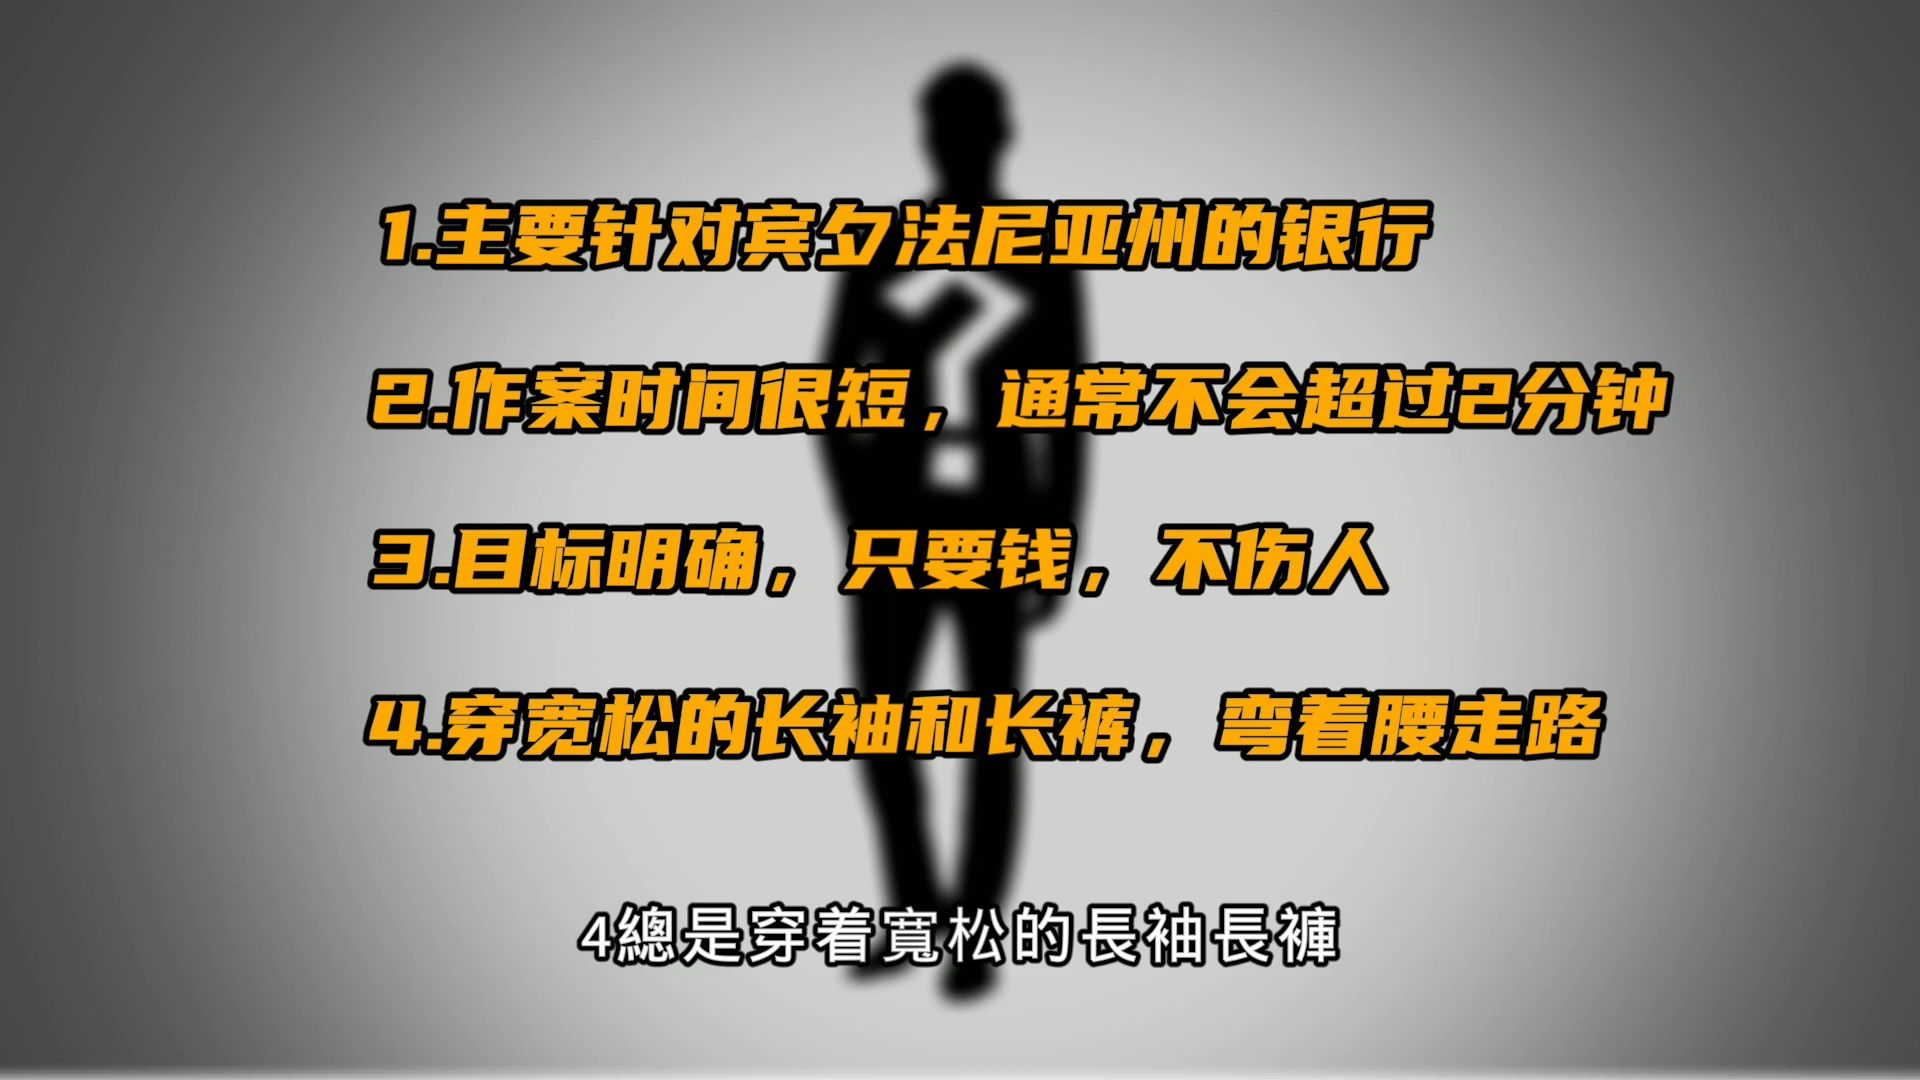 1.主要针对宾夕法尼亚州的银行
2.作案时间很短，通常不会超过2分钟
3.目标明确，只要钱，不伤人
4.穿宽松的长袖和长裤，弯着腰走路
4總是穿着寬松的長袖長褲